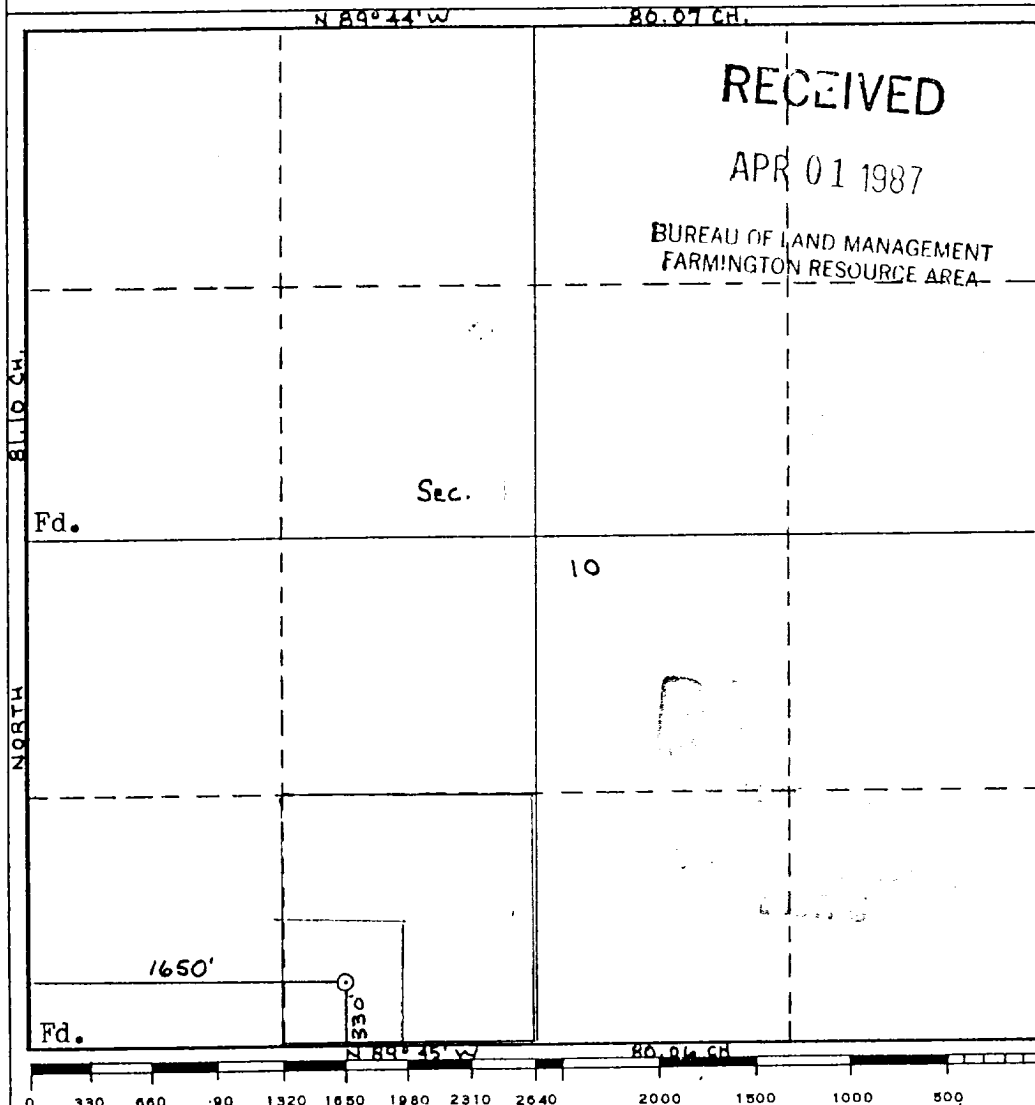 N 89° 44' W 80.07 CH.
RECEIVED
APR 01 1987
BUREAU OF LAND MANAGEMENT
FARMINGTON RESOURCE AREA
81.10 CH.
Sec.
Fd.
10
NORTH
1650'
330'
Fd.
N 89° 45' W 80.06 CH
0 330 660 90 1320 1650 1980 2310 2640 2000 1500 1000 500